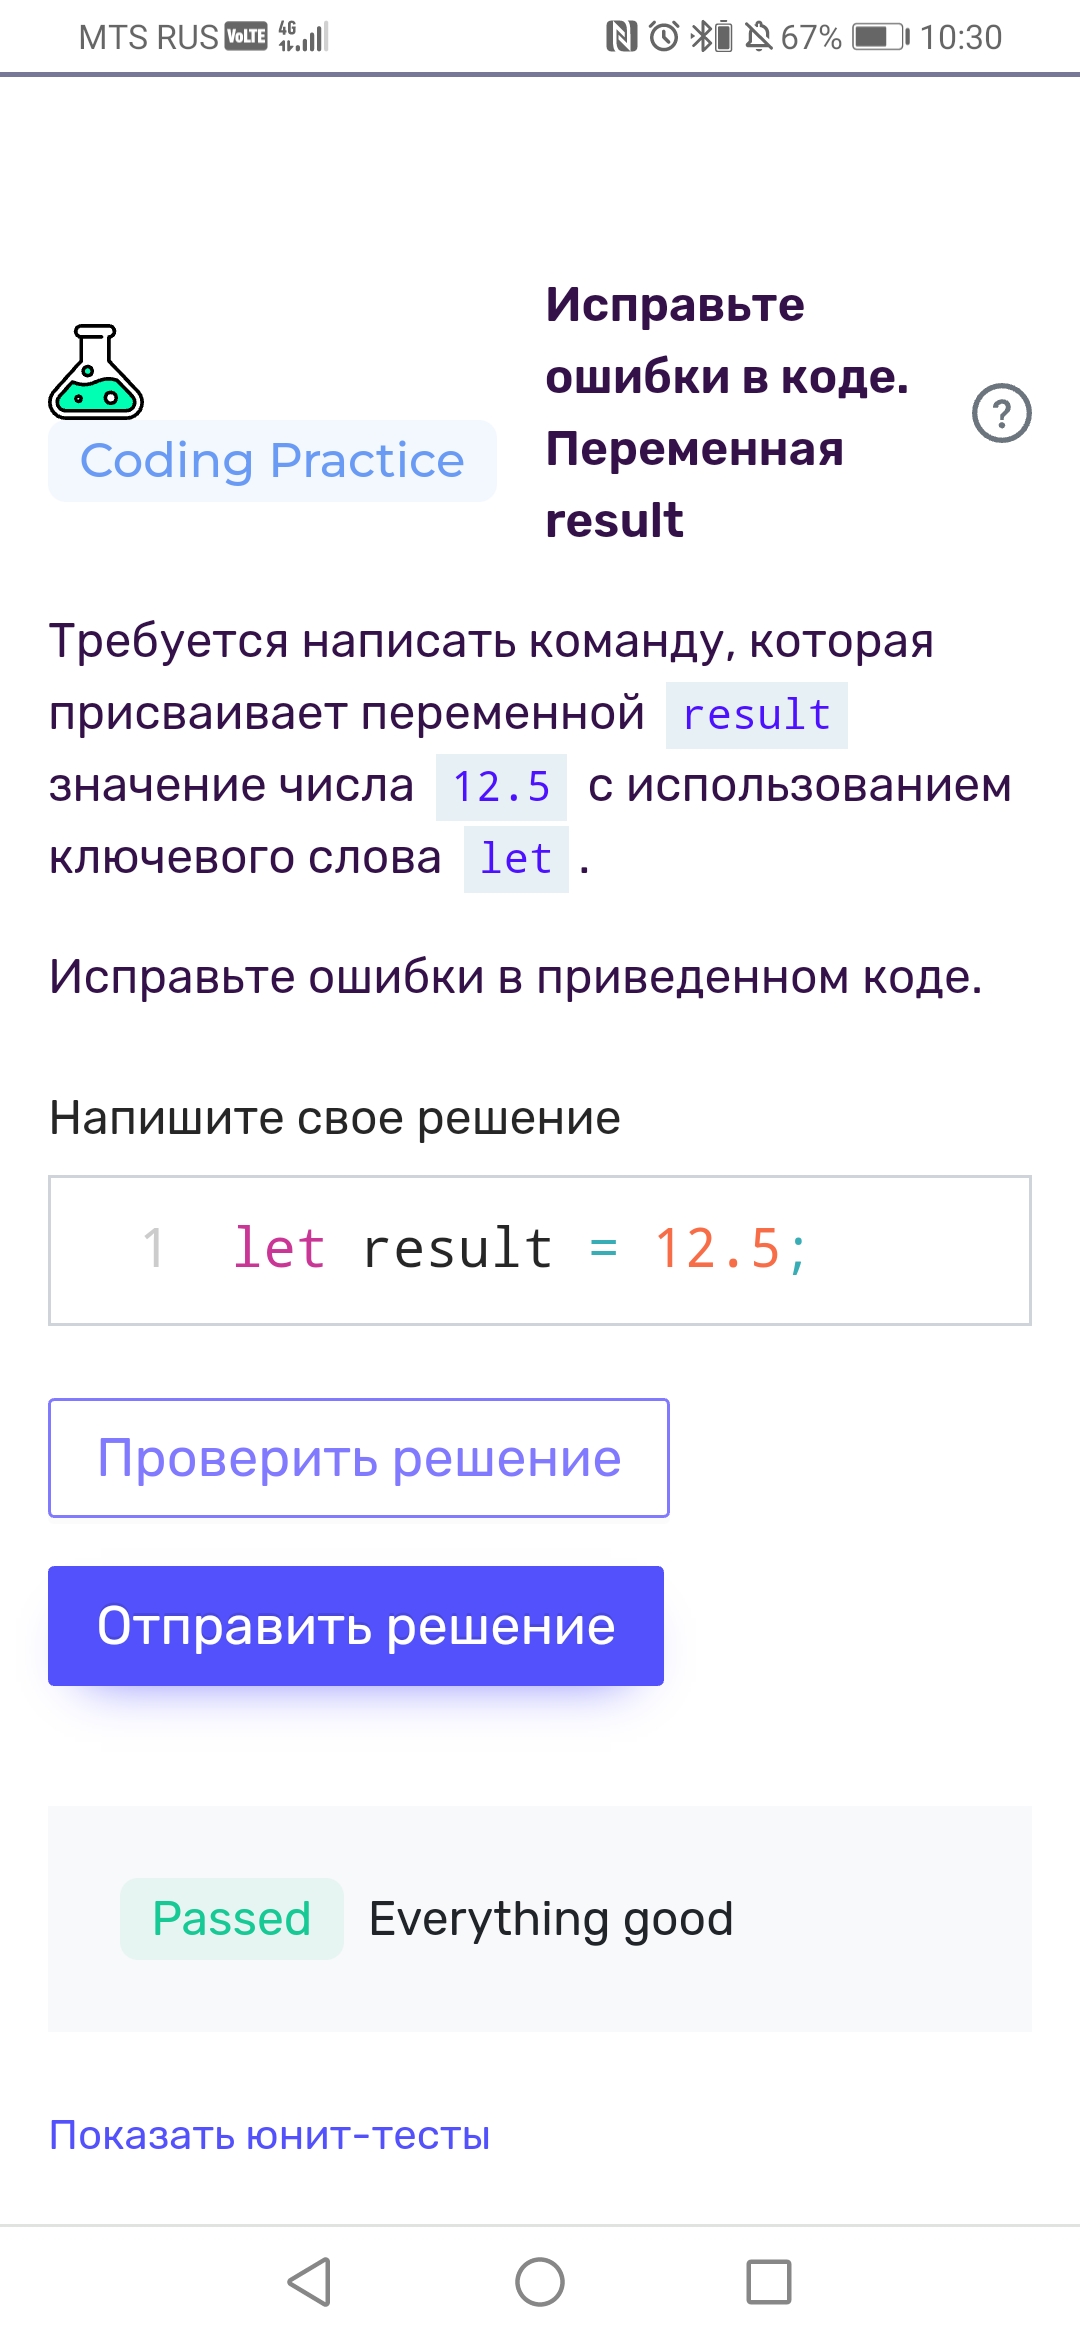 MTS RUS VoLTE 4G 67% 10:30
Исправьте
ошибки в коде.
Переменная
result
?
Coding Practice
Требуется написать команду, которая
присваивает переменной result
значение числа 12.5 с использованием
ключевого слова let .
Исправьте ошибки в приведенном коде.
Напишите свое решение
1 let result = 12.5;
Проверить решение
Отправить решение
Passed Everything good
Показать юнит-тесты